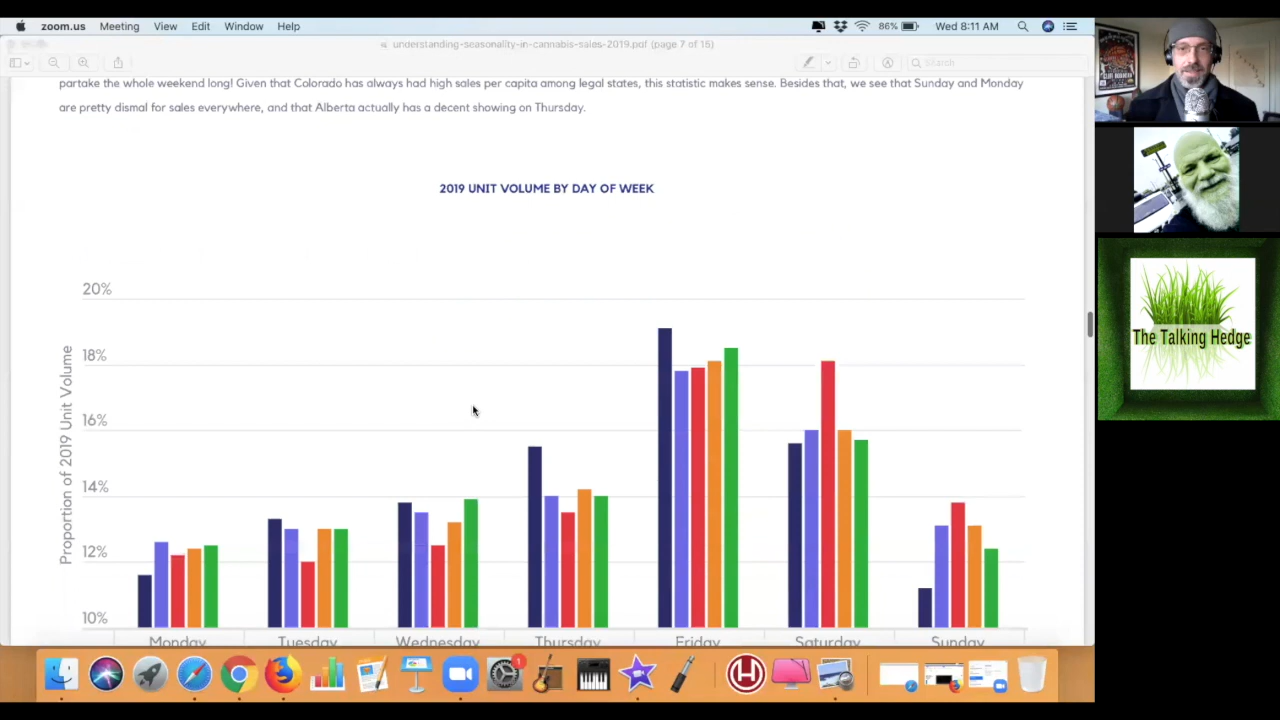 zoom.us Meeting View Edit Window Help 86% Wed 8:11 AM
understanding-seasonality-in-cannabis-sales-2019.pdf (page 7 of 15)
Search
partake the whole weekend long! Given that Colorado has always had high sales per capita among legal states, this statistic makes sense. Besides that, we see that Sunday and Monday
are pretty dismal for sales everywhere, and that Alberta actually has a decent showing on Thursday.
2019 UNIT VOLUME BY DAY OF WEEK
Proportion of 2019 Unit Volume
20%
18%
16%
14%
12%
10%
Monday Tuesday Wednesday Thursday Friday Saturday Sunday
The Talking Hedge
1